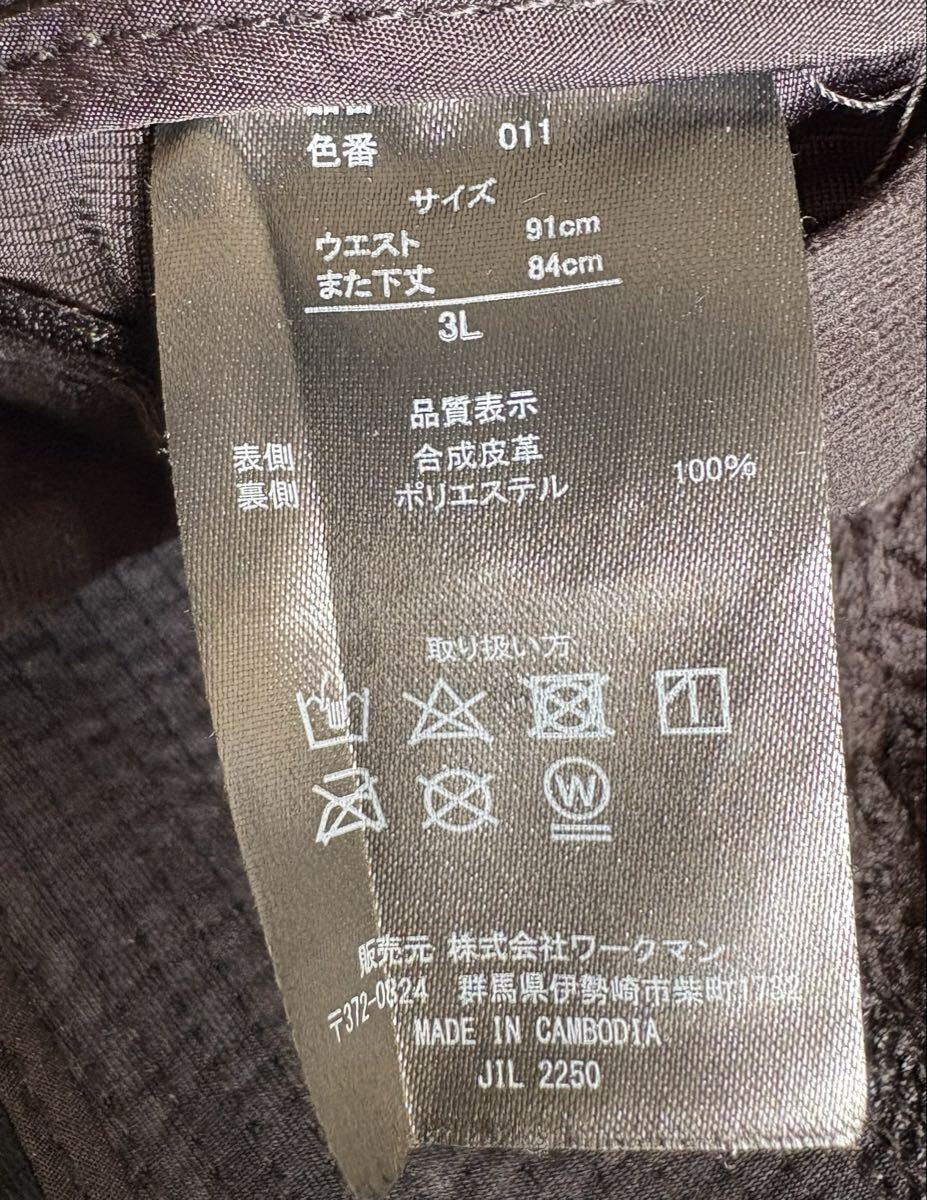 色番 011
サイズ
ウエスト 91cm
また下丈 84cm
3L
品質表示
表側 合成皮革
裏側 ポリエステル 100%
取り扱い方
W
販売元 株式会社ワークマン
〒372-0824 群馬県伊勢崎市柴町1732
MADE IN CAMBODIA
JIL 2250